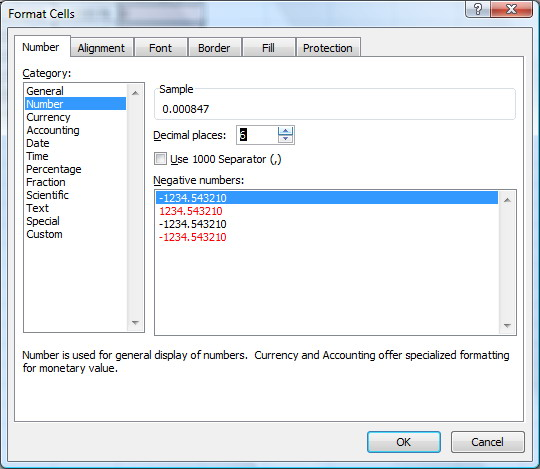 Format Cells
Number Alignment Font Border Fill Protection
Category:
General
Number
Currency
Accounting
Date
Time
Percentage
Fraction
Scientific
Text
Special
Custom
Sample
0.000847
Decimal places: 6
Use 1000 Separator (,)
Negative numbers:
-1234.543210
1234.543210
-1234.543210
-1234.543210
Number is used for general display of numbers. Currency and Accounting offer specialized formatting
for monetary value.
OK Cancel